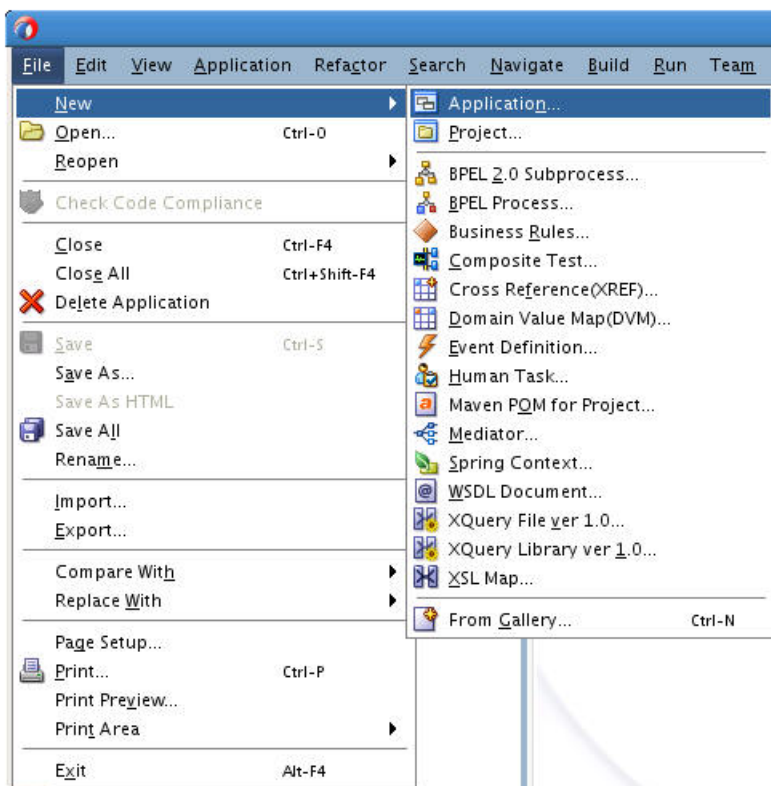 File Edit View Application Refactor Search Navigate Build Run Team
New
Open... Ctrl-O
Reopen
Check Code Compliance
Close Ctrl-F4
Close All Ctrl+Shift-F4
Delete Application
Save Ctrl-S
Save As...
Save As HTML
Save All
Rename...
Import...
Export...
Compare With
Replace With
Page Setup...
Print... Ctrl-P
Print Preview...
Print Area
Exit Alt-F4
Application...
Project...
BPEL 2.0 Subprocess...
BPEL Process...
Business Rules...
Composite Test...
Cross Reference(XREF)...
Domain Value Map(DVM)...
Event Definition...
Human Task...
Maven POM for Project...
Mediator...
Spring Context...
WSDL Document...
XQuery File ver 1.0...
XQuery Library ver 1.0...
XSL Map...
From Gallery... Ctrl-N